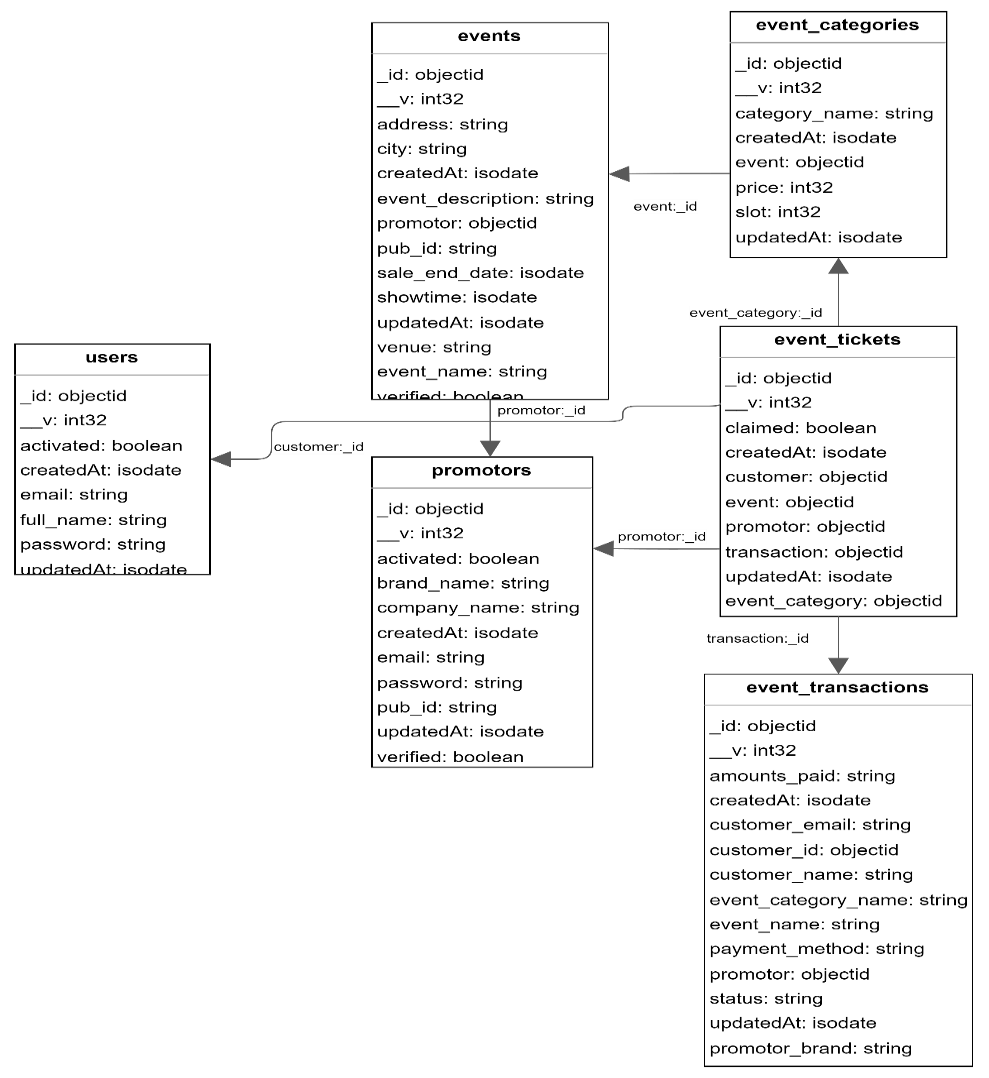 events
_id: objectid
__v: int32
address: string
city: string
createdAt: isodate
event_description: string
promotor: objectid
pub_id: string
sale_end_date: isodate
showtime: isodate
updatedAt: isodate
venue: string
event_name: string
verified: boolean
event_categories
_id: objectid
__v: int32
category_name: string
createdAt: isodate
event: objectid
price: int32
slot: int32
updatedAt: isodate
event:_id
event_category:_id
users
_id: objectid
__v: int32
activated: boolean
createdAt: isodate
email: string
full_name: string
password: string
updatedAt: isodate
customer:_id
promotor:_id
promotors
_id: objectid
__v: int32
activated: boolean
brand_name: string
company_name: string
createdAt: isodate
email: string
password: string
pub_id: string
updatedAt: isodate
verified: boolean
promotor:_id
event_tickets
_id: objectid
__v: int32
claimed: boolean
createdAt: isodate
customer: objectid
event: objectid
promotor: objectid
transaction: objectid
updatedAt: isodate
event_category: objectid
transaction:_id
event_transactions
_id: objectid
__v: int32
amounts_paid: string
createdAt: isodate
customer_email: string
customer_id: objectid
customer_name: string
event_category_name: string
event_name: string
payment_method: string
promotor: objectid
status: string
updatedAt: isodate
promotor_brand: string